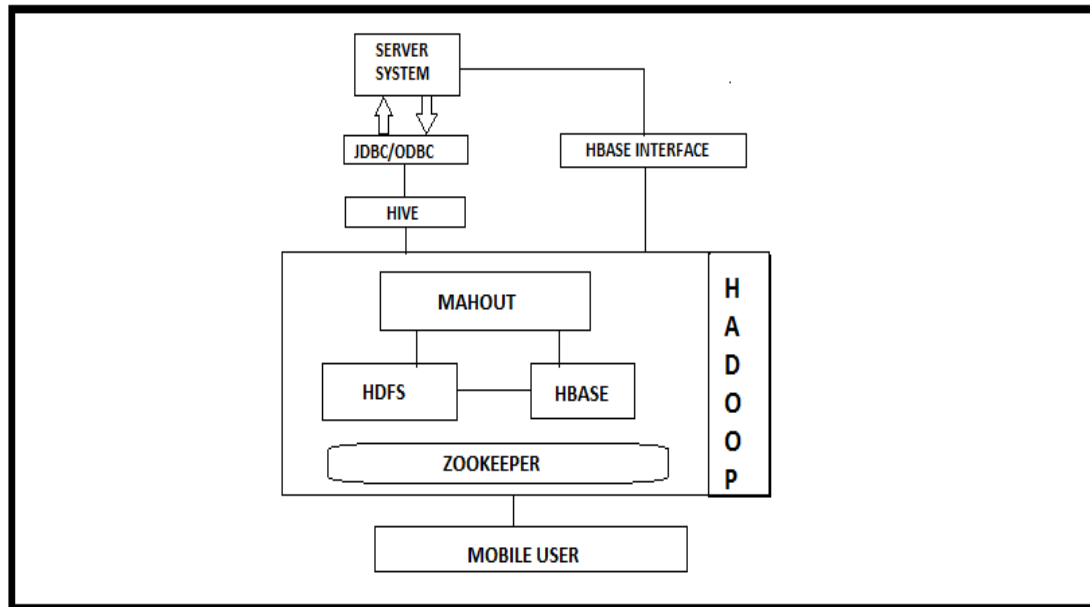 SERVER
SYSTEM
JDBC/ODBC
HBASE INTERFACE
HIVE
MAHOUT
HDFS
HBASE
ZOOKEEPER
H
A
D
O
O
P
MOBILE USER